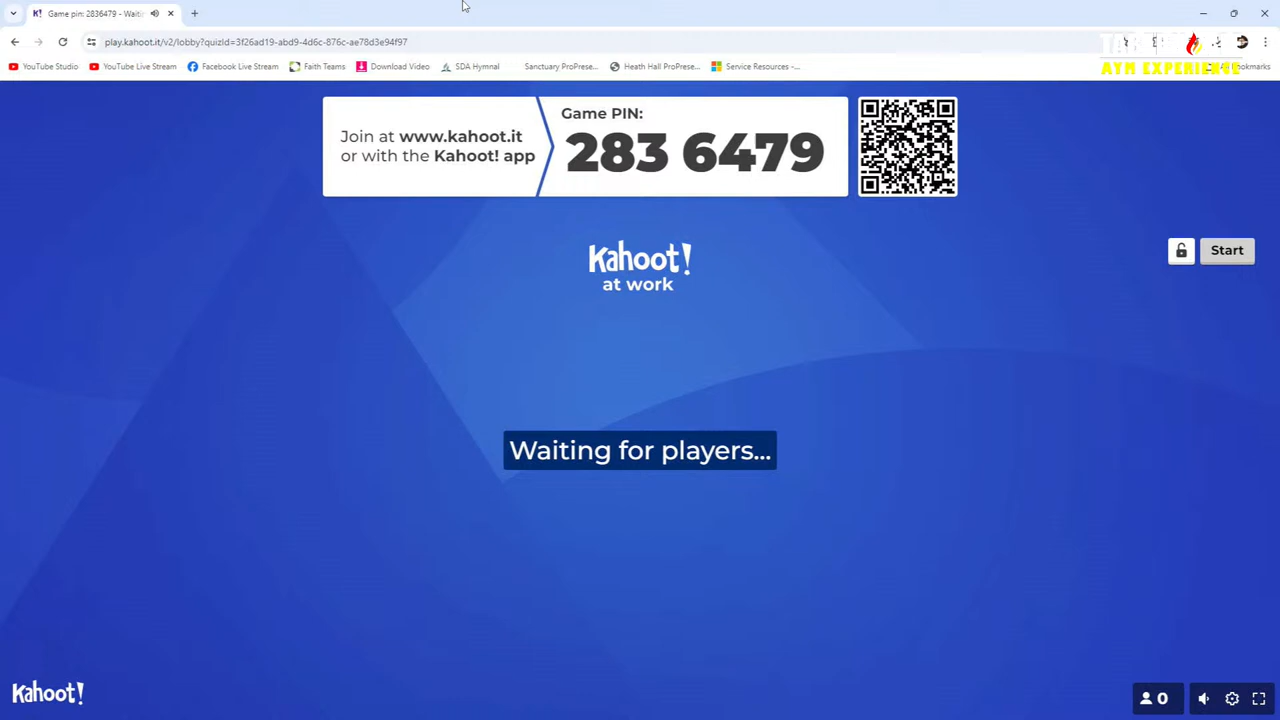 Game pin: 2836479 - Waiti
play.kahoot.it/v2/lobby?quizId=3f26ad19-abd9-4d6c-876c-ae78d3e94f97
YouTube Studio
YouTube Live Stream
Facebook Live Stream
Faith Teams
Download Video
SDA Hymnal
Sanctuary ProPrese...
Heath Hall ProPrese...
Service Resources -...
AYM EXPERIENCE
Join at www.kahoot.it
or with the Kahoot! app
Game PIN:
283 6479
Kahoot!
at work
Start
Waiting for players...
Kahoot!
0